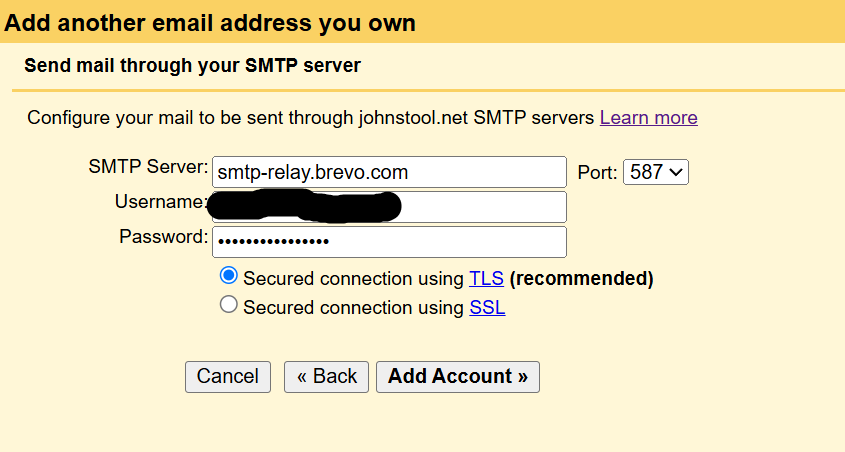 Add another email address you own
Send mail through your SMTP server
Configure your mail to be sent through johnstool.net SMTP servers Learn more
SMTP Server: smtp-relay.brevo.com Port: 587
Username:
Password: ••••••••••••••••
Secured connection using TLS (recommended)
Secured connection using SSL
Cancel « Back Add Account »